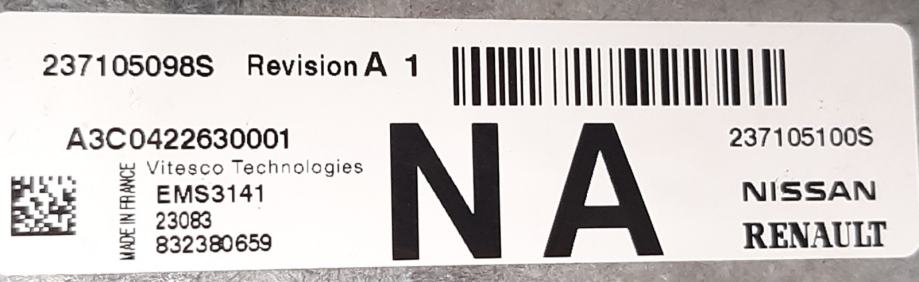 237105098S Revision A 1
A3C0422630001
237105100S
Vitesco Technologies
MADE IN FRANCE
EMS3141
23083
832380659
NA
NISSAN
RENAULT